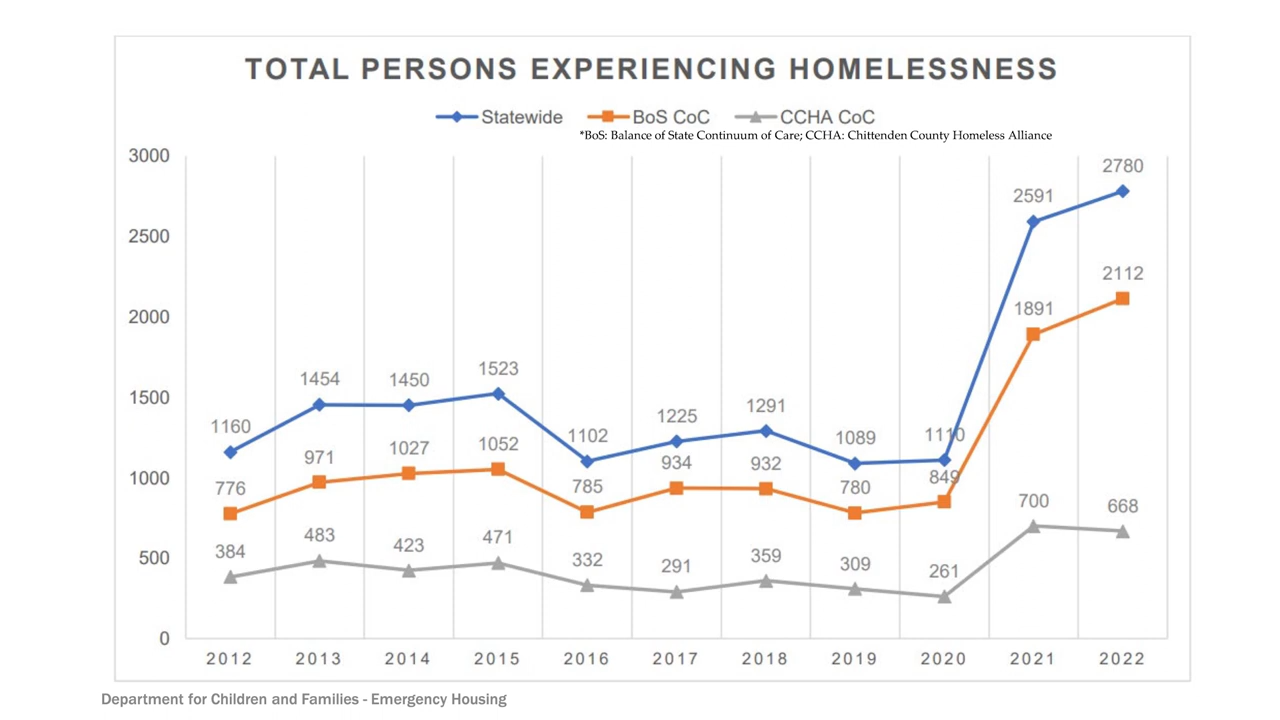 TOTAL PERSONS EXPERIENCING HOMELESSNESS
Statewide BoS CoC CCHA CoC
*BoS: Balance of State Continuum of Care; CCHA: Chittenden County Homeless Alliance
3000
2500
2000
1500
1000
500
0
1160 1454 1450 1523 1102 1225 1291 1089 1110 2591 2780
776 971 1027 1052 785 934 932 780 849 1891 2112
384 483 423 471 332 291 359 309 261 700 668
2012 2013 2014 2015 2016 2017 2018 2019 2020 2021 2022
Department for Children and Families - Emergency Housing